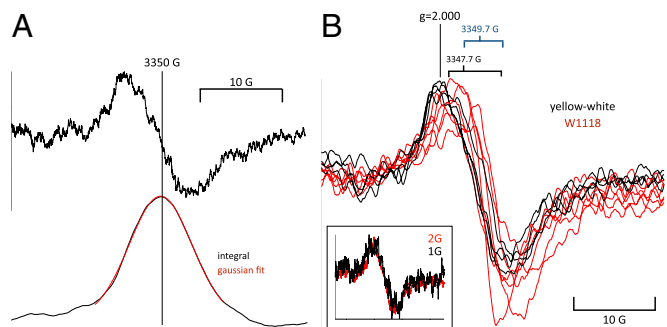 A
3350 G
10 G
integral
gaussian fit
B
g=2.000
3349.7 G
3347.7 G
yellow-white
W1118
2G
1G
10 G